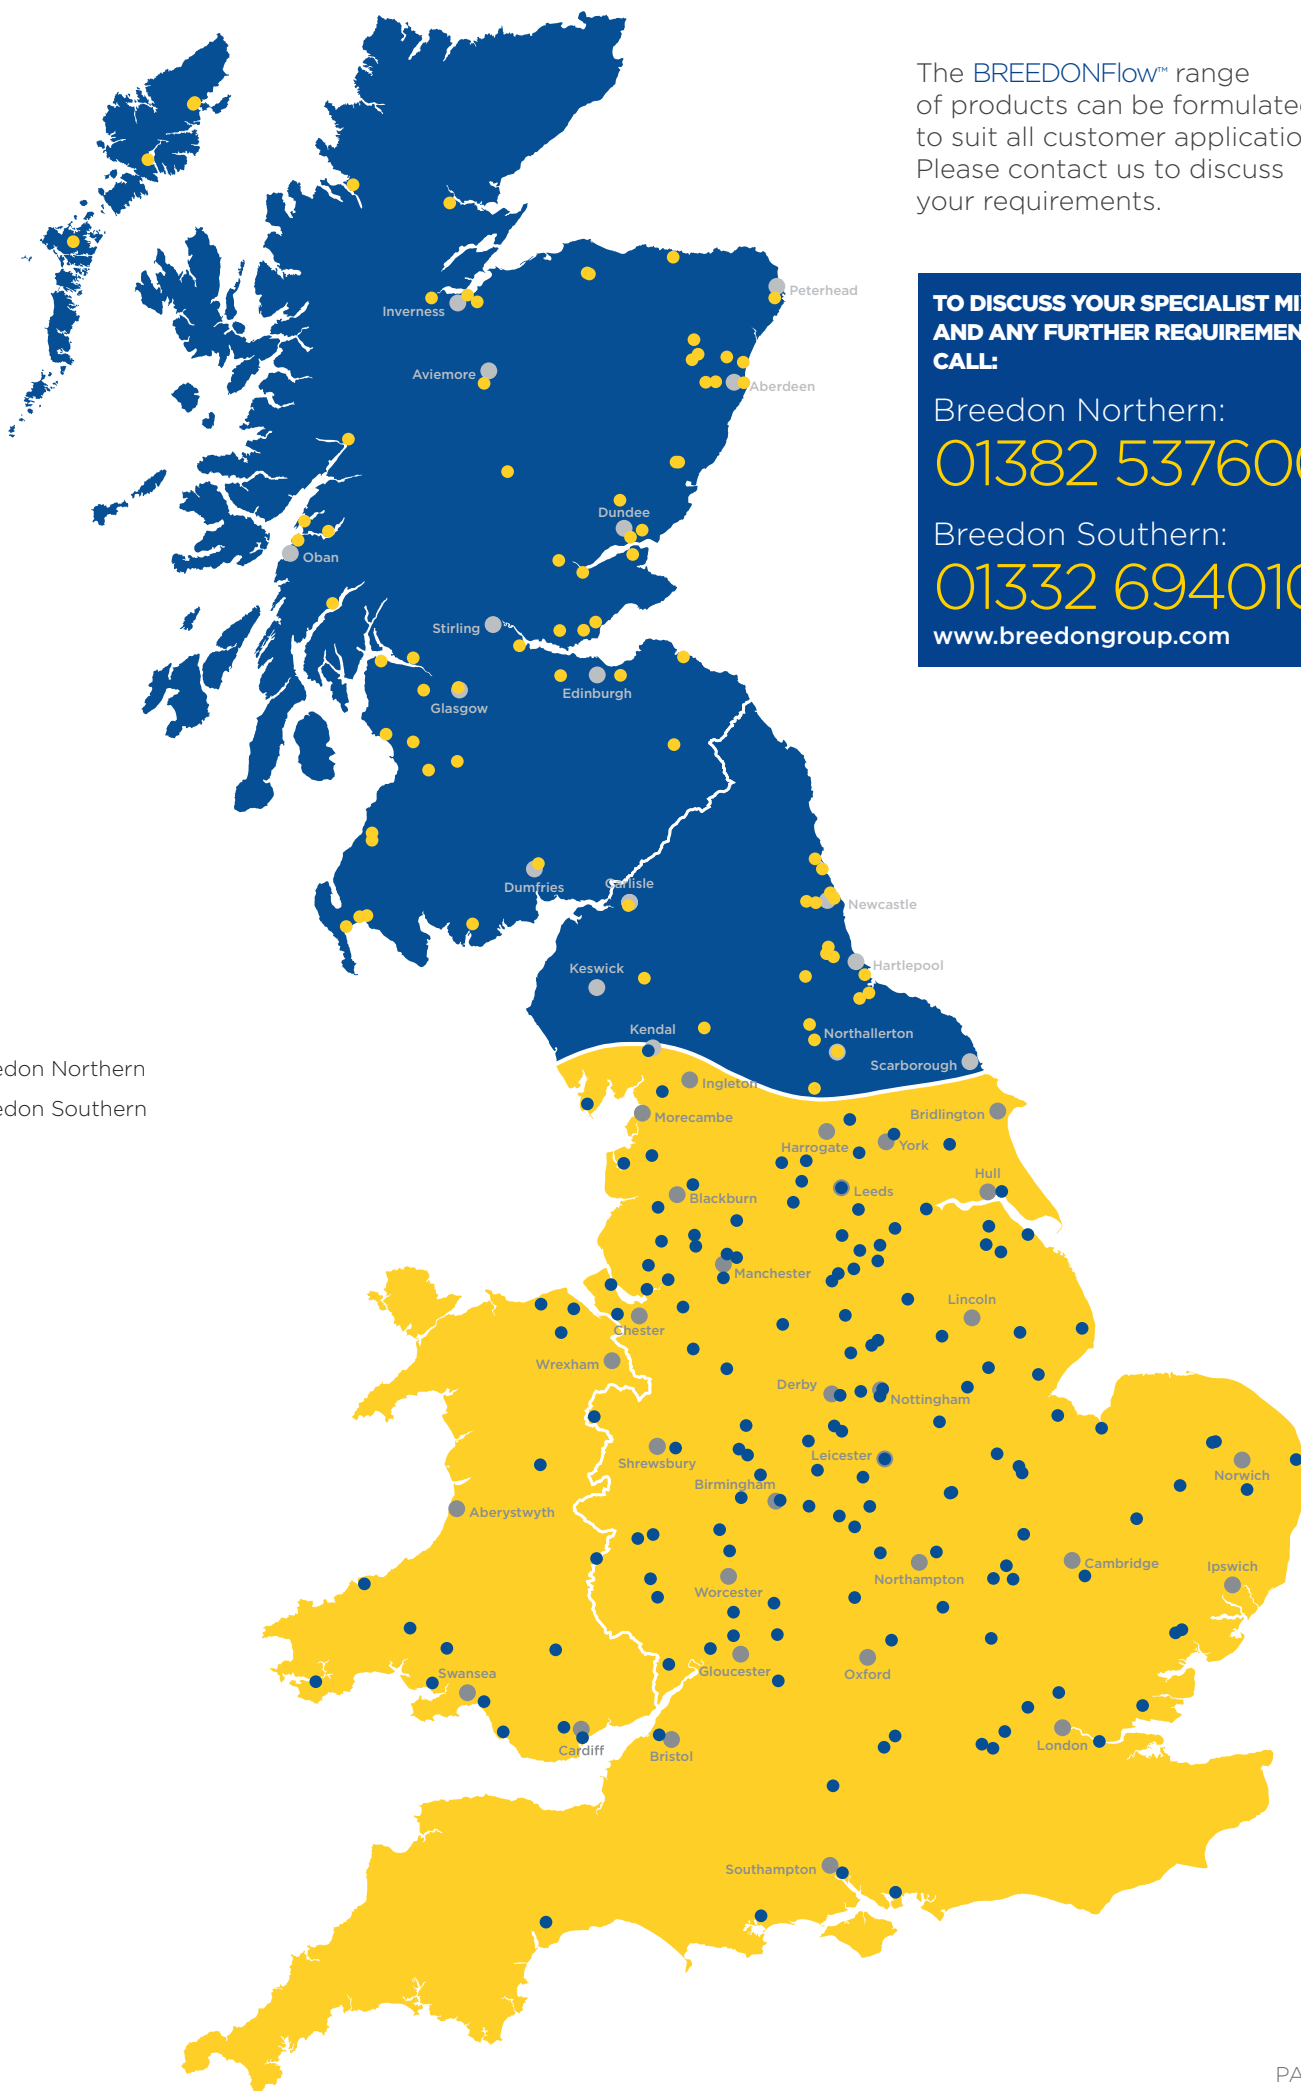 The BREEDONFlow™ range
of products can be formulated
to suit all customer applicatio
Please contact us to discuss
your requirements.
TO DISCUSS YOUR SPECIALIST MI
AND ANY FURTHER REQUIREMEN
CALL:
Breedon Northern:
01382 53760
Breedon Southern:
01332 694010
www.breedongroup.com
Peterhead
Inverness
Aviemore
Aberdeen
Dundee
Oban
Stirling
Edinburgh
Glasgow
Dumfries
Carlisle
Newcastle
Hartlepool
Keswick
Kendal
Northallerton
Scarborough
edon Northern
edon Southern
Ingleton
Morecambe
Bridlington
Harrogate
York
Hull
Leeds
Blackburn
Manchester
Lincoln
Chester
Wrexham
Derby
Nottingham
Shrewsbury
Leicester
Birmingham
Norwich
Aberystwyth
Cambridge
Ipswich
Northampton
Worcester
Swansea
Gloucester
Oxford
Cardiff
Bristol
London
Southampton
PA